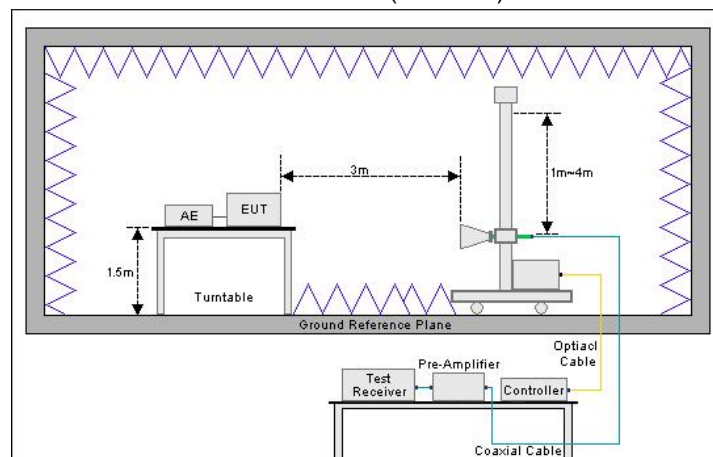 3m
1m~4m
AE
EUT
1.5m
Turntable
Ground Reference Plane
Optiacl
Cable
Pre-Amplifier
Test
Receiver
Controller
Coaxial Cable